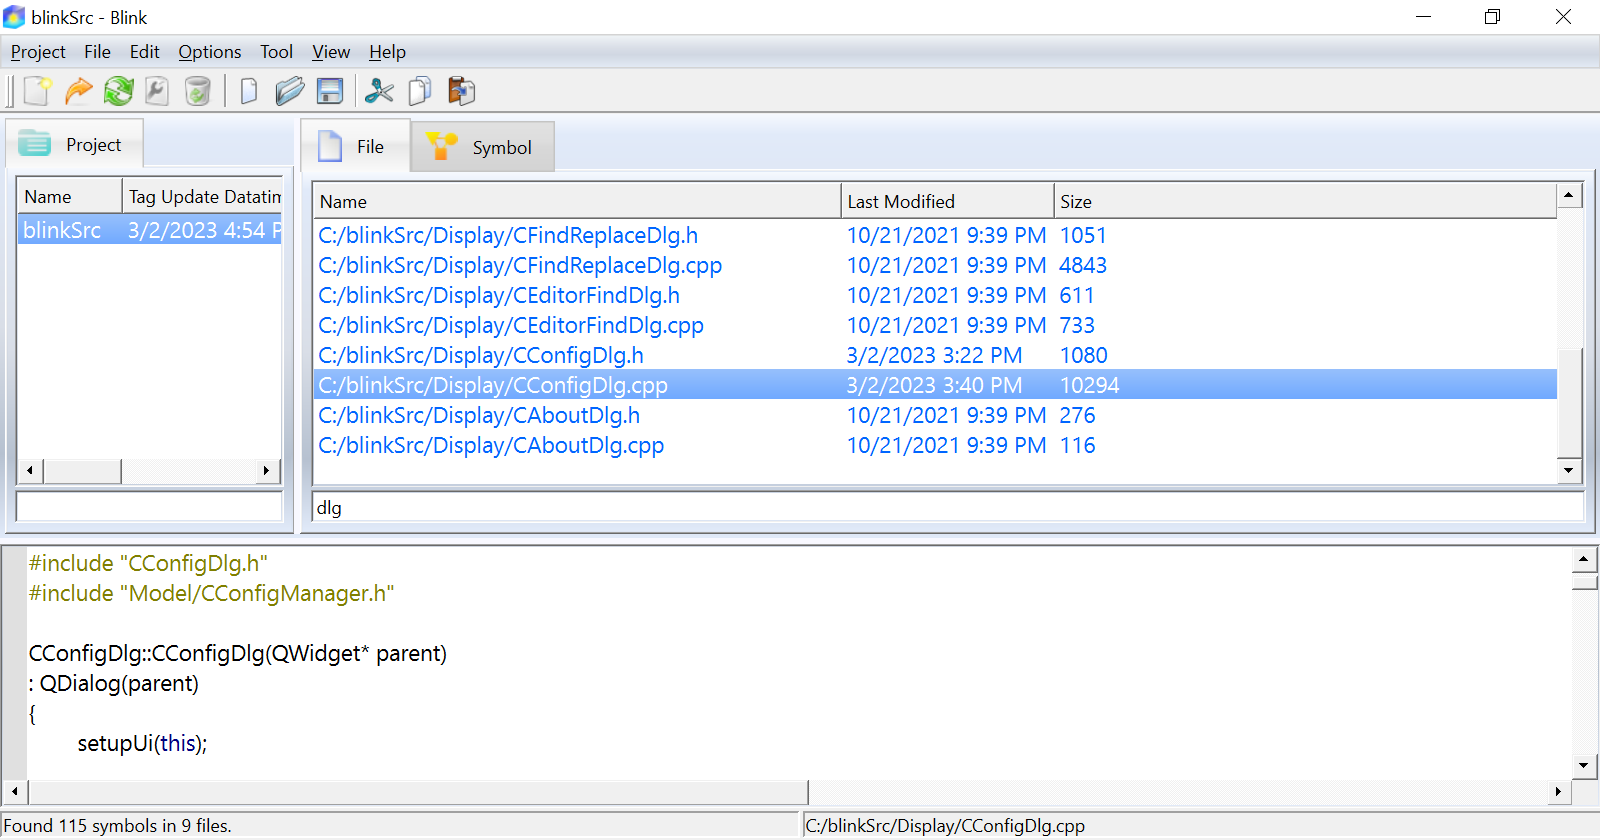 blinkSrc - Blink
Project File Edit Options Tool View Help
Project
File Symbol
Name Tag Update Datatim
blinkSrc 3/2/2023 4:54 P
Name Last Modified Size
C:/blinkSrc/Display/CFindReplaceDlg.h 10/21/2021 9:39 PM 1051
C:/blinkSrc/Display/CFindReplaceDlg.cpp 10/21/2021 9:39 PM 4843
C:/blinkSrc/Display/CEditorFindDlg.h 10/21/2021 9:39 PM 611
C:/blinkSrc/Display/CEditorFindDlg.cpp 10/21/2021 9:39 PM 733
C:/blinkSrc/Display/CConfigDlg.h 3/2/2023 3:22 PM 1080
C:/blinkSrc/Display/CConfigDlg.cpp 3/2/2023 3:40 PM 10294
C:/blinkSrc/Display/CAboutDlg.h 10/21/2021 9:39 PM 276
C:/blinkSrc/Display/CAboutDlg.cpp 10/21/2021 9:39 PM 116
dlg
#include "CConfigDlg.h"
#include "Model/CConfigManager.h"
CConfigDlg::CConfigDlg(QWidget* parent)
: QDialog(parent)
{
setupUi(this);
Found 115 symbols in 9 files.
C:/blinkSrc/Display/CConfigDlg.cpp